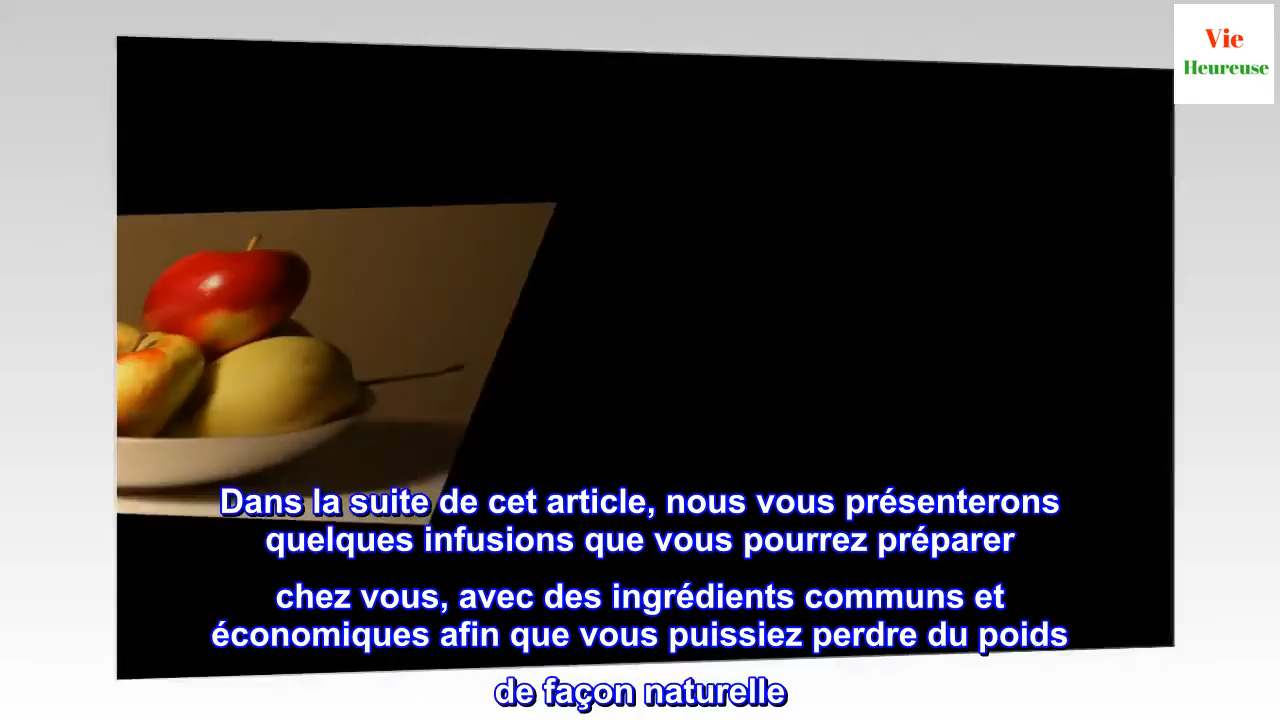 Vie
Heureuse
Dans la suite de cet article, nous vous présenterons
quelques infusions que vous pourrez préparer
chez vous, avec des ingrédients communs et
économiques afin que vous puissiez perdre du poids
de façon naturelle